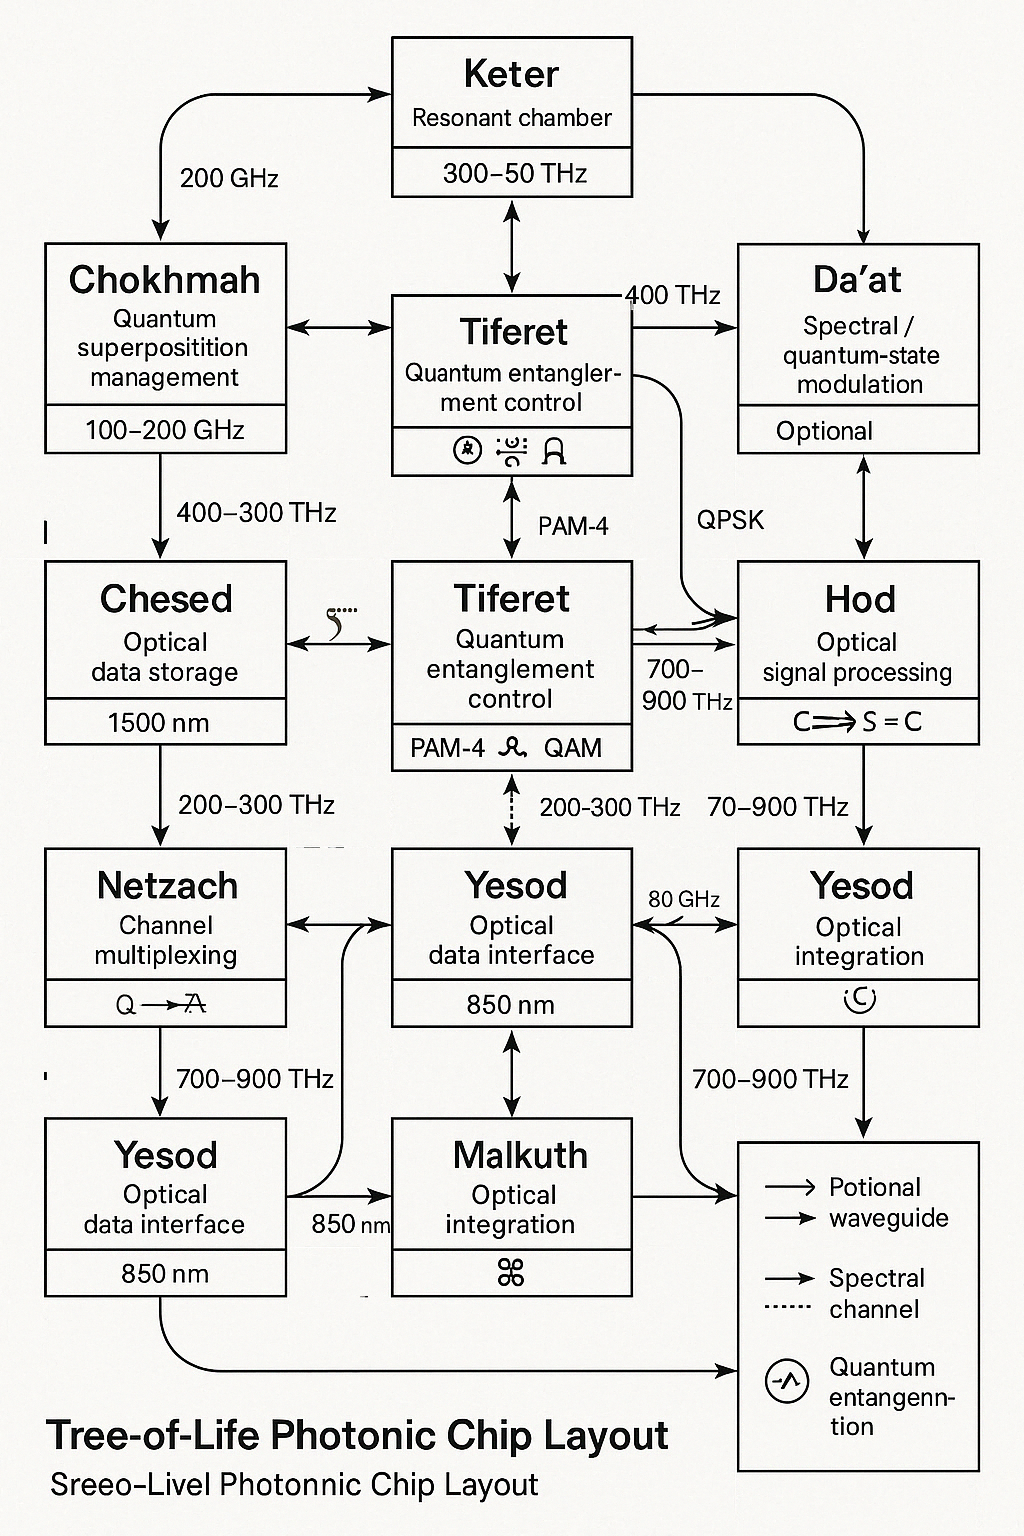 Keter
Resonant chamber
300–50 THz
200 GHz
Chokhmah
Quantum
superpositition
management
100–200 GHz
Tiferet
Quantum entangler-
ment control
400 THz
Da’at
Spectral /
quantum-state
modulation
Optional
400–300 THz
PAM-4
QPSK
Chesed
Optical
data storage
1500 nm
Tiferet
Quantum
entanglement
control
PAM-4 QAM
700–
900 THz
Hod
Optical
signal processing
C ⇒ S = C
200–300 THz
200-300 THz
70–900 THz
Netzach
Channel
multiplexing
Q → A
Yesod
Optical
data interface
850 nm
80 GHz
Yesod
Optical
integration
C
700–900 THz
700–900 THz
Yesod
Optical
data interface
850 nm
850 nm
Malkuth
Optical
integration
Potional
waveguide
Spectral
channel
Quantum
entangenn-
tion
Tree-of-Life Photonic Chip Layout
Sreeo–Livel Photonnic Chip Layout